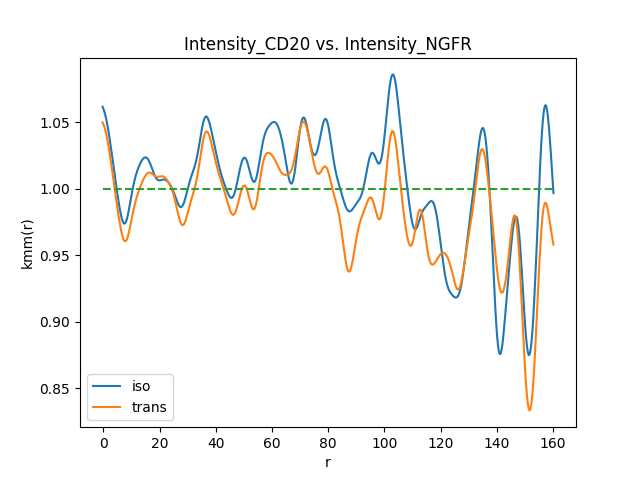 Intensity_CD20 vs. Intensity_NGFR
kmm(r)
1.05
1.00
0.95
0.90
0.85
iso
trans
0 20 40 60 80 100 120 140 160
r